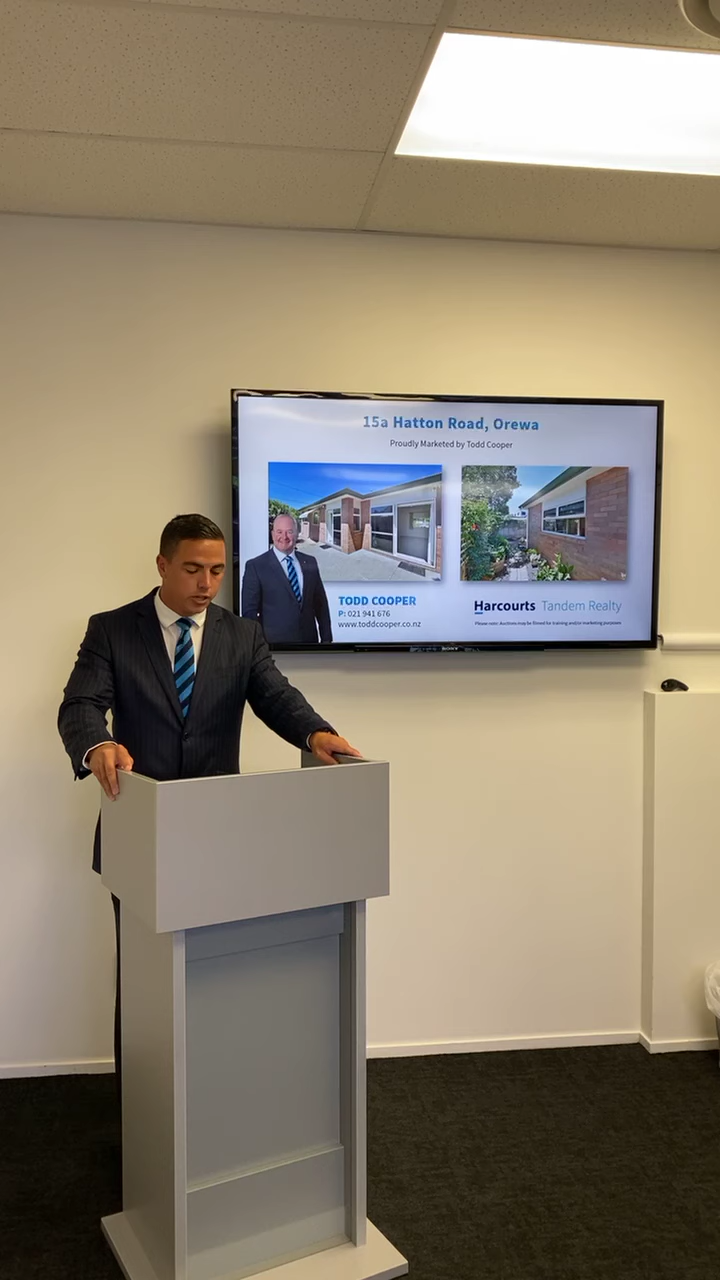 15a Hatton Road, Orewa
Proudly Marketed by Todd Cooper
TODD COOPER
P: 021 941 676
www.toddcooper.co.nz
Harcourts Tandem Realty
Please note: Auctions may be filmed for training and/or marketing purposes
SONY